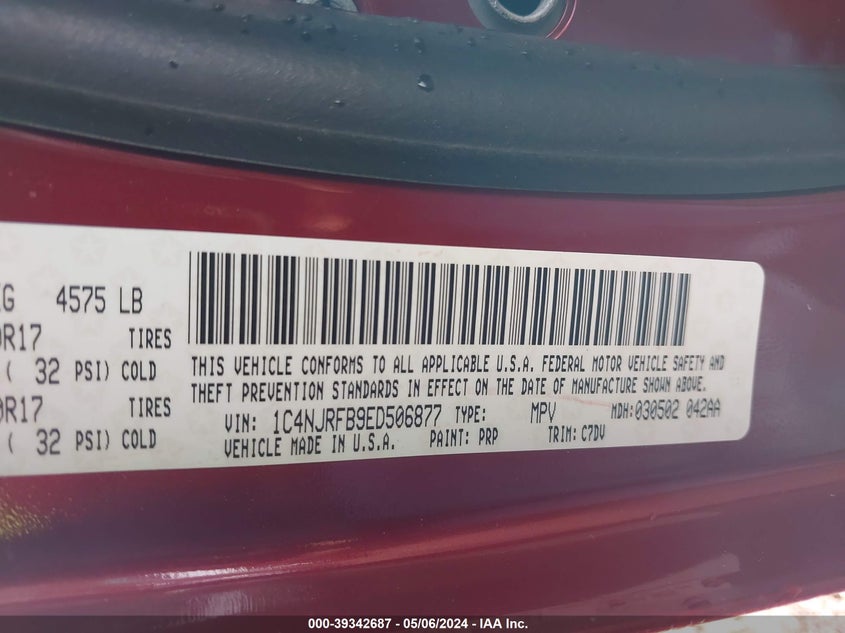 G 4575 LB
R17 TIRES
( 32 PSI) COLD
R17 TIRES
( 32 PSI) COLD
THIS VEHICLE CONFORMS TO ALL APPLICABLE U.S.A. FEDERAL MOTOR VEHICLE SAFETY AND
THEFT PREVENTION STANDARDS IN EFFECT ON THE DATE OF MANUFACTURE SHOWN ABOVE.
VIN: 1C4NJRFB9ED506877 TYPE: MPV MDH:030502 042AA
VEHICLE MADE IN U.S.A. PAINT: PRP TRIM: C7DV
000-39342687 - 05/06/2024 - IAA Inc.